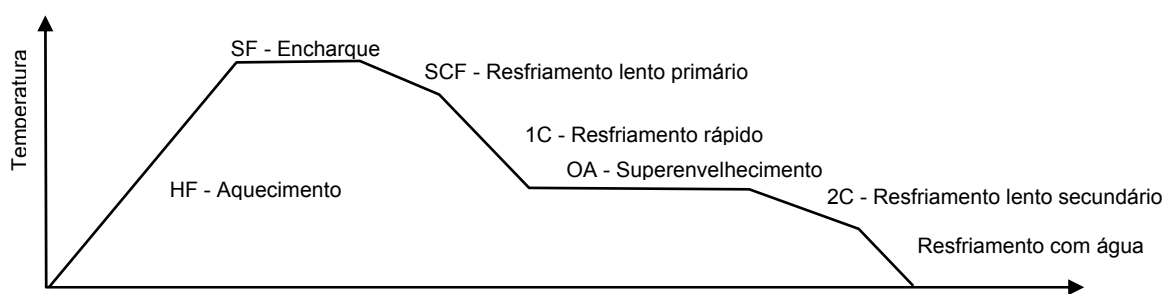 SF - Encharque
SCF - Resfriamento lento primário
Temperatura
1C - Resfriamento rápido
OA - Superenvelhecimento
HF - Aquecimento
2C - Resfriamento lento secundário
Resfriamento com água